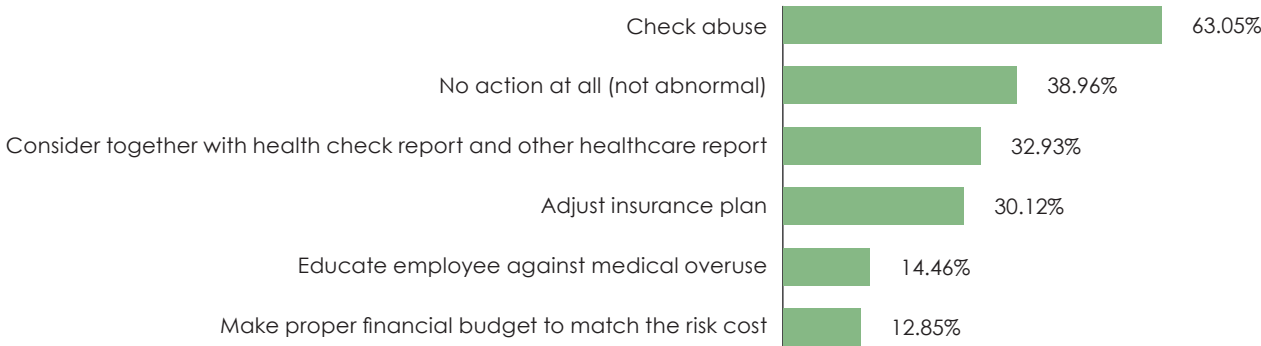 Check abuse 63.05%
No action at all (not abnormal) 38.96%
Consider together with health check report and other healthcare report 32.93%
Adjust insurance plan 30.12%
Educate employee against medical overuse 14.46%
Make proper financial budget to match the risk cost 12.85%